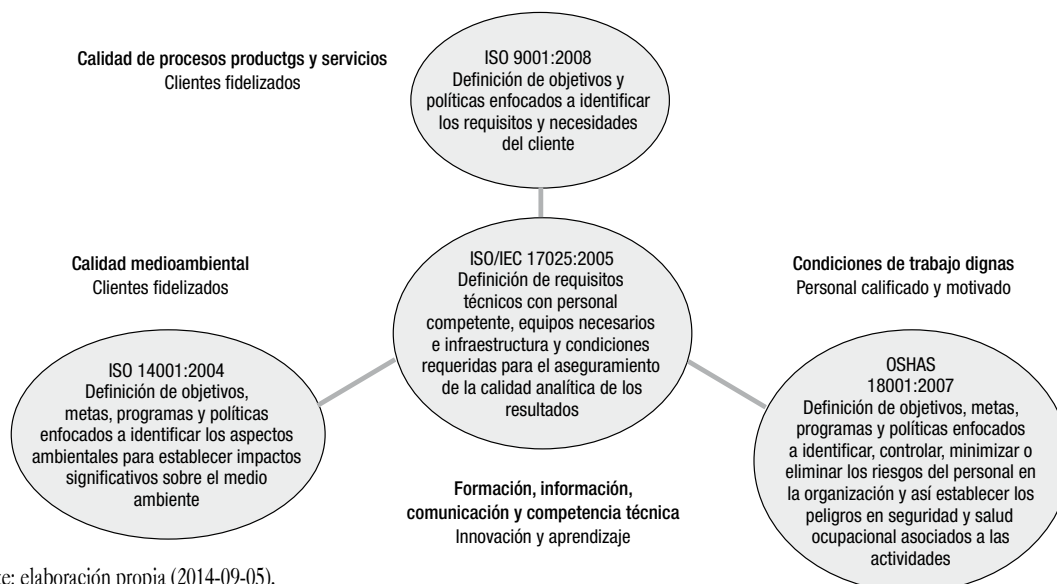 Calidad de procesos productgs y servicios
Clientes fidelizados
ISO 9001:2008
Definición de objetivos y
políticas enfocados a identificar
los requisitos y necesidades
del cliente
Calidad medioambiental
Clientes fidelizados
ISO/IEC 17025:2005
Definición de requisitos
técnicos con personal
competente, equipos necesarios
e infraestructura y condiciones
requeridas para el aseguramiento
de la calidad analítica de los
resultados
Condiciones de trabajo dignas
Personal calificado y motivado
ISO 14001:2004
Definición de objetivos,
metas, programas y políticas
enfocados a identificar los aspectos
ambientales para establecer impactos
significativos sobre el medio
ambiente
OSHAS
18001:2007
Definición de objetivos, metas,
programas y políticas enfocados
a identificar, controlar, minimizar o
eliminar los riesgos del personal en
la organización y así establecer los
peligros en seguridad y salud
ocupacional asociados a las
actividades
Formación, información,
comunicación y competencia técnica
Innovación y aprendizaje
te: elaboración propia (2014-09-05).